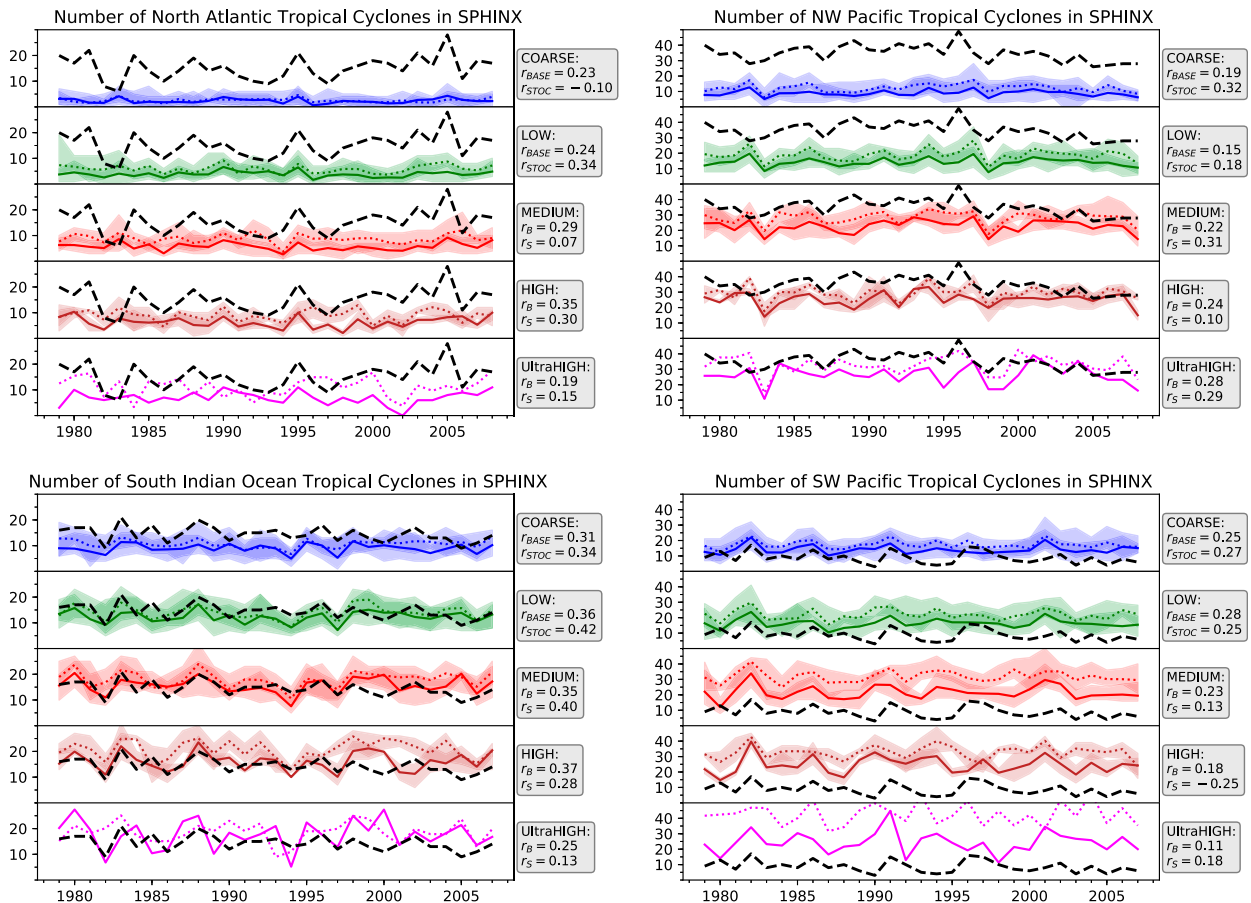 Number of North Atlantic Tropical Cyclones in SPHINX
20
10
COARSE:
r_BASE = 0.23
r_STOC = −0.10
20
10
LOW:
r_BASE = 0.24
r_STOC = 0.34
20
10
MEDIUM:
r_B = 0.29
r_S = 0.07
20
10
HIGH:
r_B = 0.35
r_S = 0.30
20
10
UltraHIGH:
r_B = 0.19
r_S = 0.15
1980 1985 1990 1995 2000 2005
Number of NW Pacific Tropical Cyclones in SPHINX
40
30
20
10
COARSE:
r_BASE = 0.19
r_STOC = 0.32
40
30
20
10
LOW:
r_BASE = 0.15
r_STOC = 0.18
40
30
20
10
MEDIUM:
r_B = 0.22
r_S = 0.31
40
30
20
10
HIGH:
r_B = 0.24
r_S = 0.10
40
30
20
10
UltraHIGH:
r_B = 0.28
r_S = 0.29
1980 1985 1990 1995 2000 2005
Number of South Indian Ocean Tropical Cyclones in SPHINX
20
10
COARSE:
r_BASE = 0.31
r_STOC = 0.34
20
10
LOW:
r_BASE = 0.36
r_STOC = 0.42
20
10
MEDIUM:
r_B = 0.35
r_S = 0.40
20
10
HIGH:
r_B = 0.37
r_S = 0.28
20
10
UltraHIGH:
r_B = 0.25
r_S = 0.13
1980 1985 1990 1995 2000 2005
Number of SW Pacific Tropical Cyclones in SPHINX
40
30
20
10
COARSE:
r_BASE = 0.25
r_STOC = 0.27
40
30
20
10
LOW:
r_BASE = 0.28
r_STOC = 0.25
40
30
20
10
MEDIUM:
r_B = 0.23
r_S = 0.13
40
30
20
10
HIGH:
r_B = 0.18
r_S = −0.25
40
30
20
10
UltraHIGH:
r_B = 0.11
r_S = 0.18
1980 1985 1990 1995 2000 2005